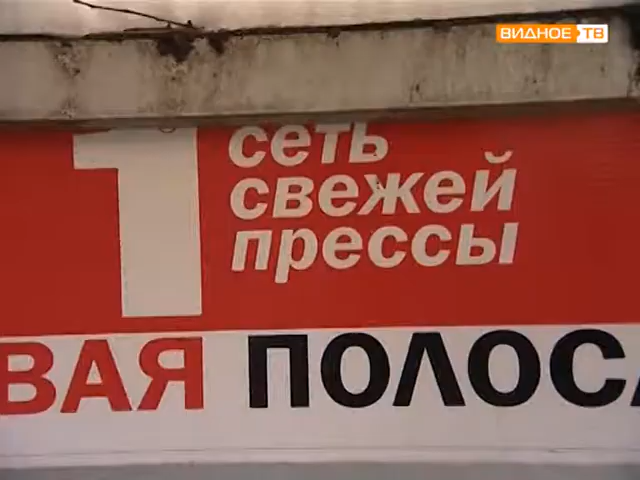 ВИДНОЕ ТВ
1
сеть
свежей
прессы
ВАЯ ПОЛОС